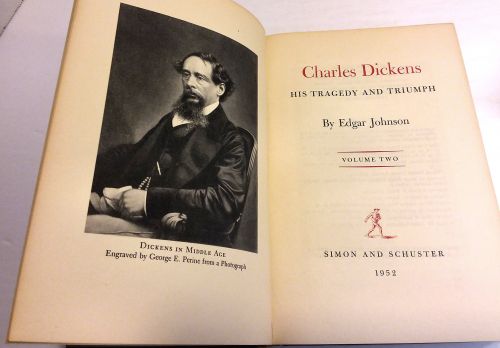 DICKENS IN MIDDLE AGE
Engraved by George E. Perine from a Photograph
Charles Dickens
HIS TRAGEDY AND TRIUMPH
By Edgar Johnson
VOLUME TWO
SIMON AND SCHUSTER
1952